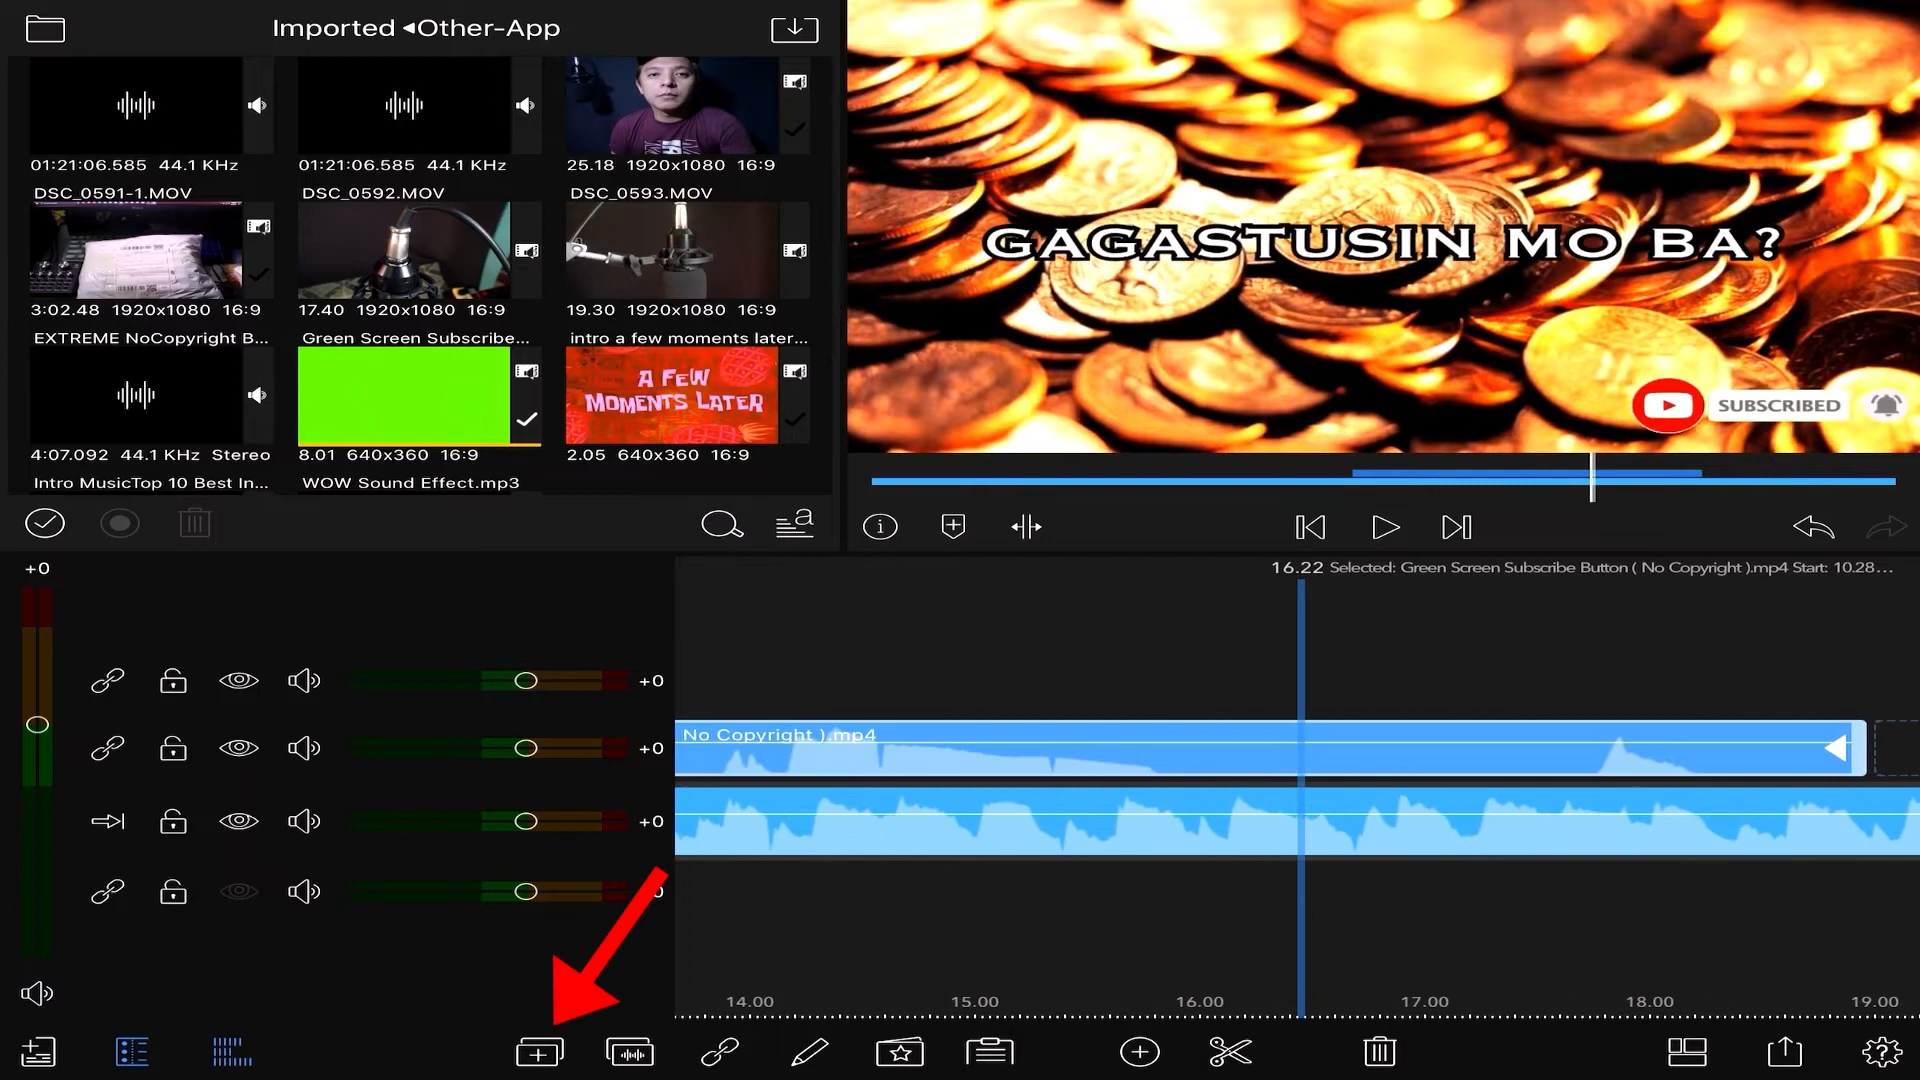 Imported ◂Other-App
01:21:06.585 44.1 KHz
01:21:06.585 44.1 KHz
25.18 1920x1080 16:9
DSC_0591-1.MOV
DSC_0592.MOV
DSC_0593.MOV
3:02.48 1920x1080 16:9
17.40 1920x1080 16:9
19.30 1920x1080 16:9
EXTREME NoCopyright B...
Green Screen Subscribe...
intro a few moments later...
A FEW
MOMENTS LATER
4:07.092 44.1 KHz Stereo
8.01 640x360 16:9
2.05 640x360 16:9
Intro MusicTop 10 Best In...
WOW Sound Effect.mp3
GAGASTUSIN MO BA?
SUBSCRIBED
+0
16.22 Selected: Green Screen Subscribe Button ( No Copyright ).mp4 Start: 10.28...
+0
No Copyright ).mp4
+0
+0
0
14.00 15.00 16.00 17.00 18.00 19.00